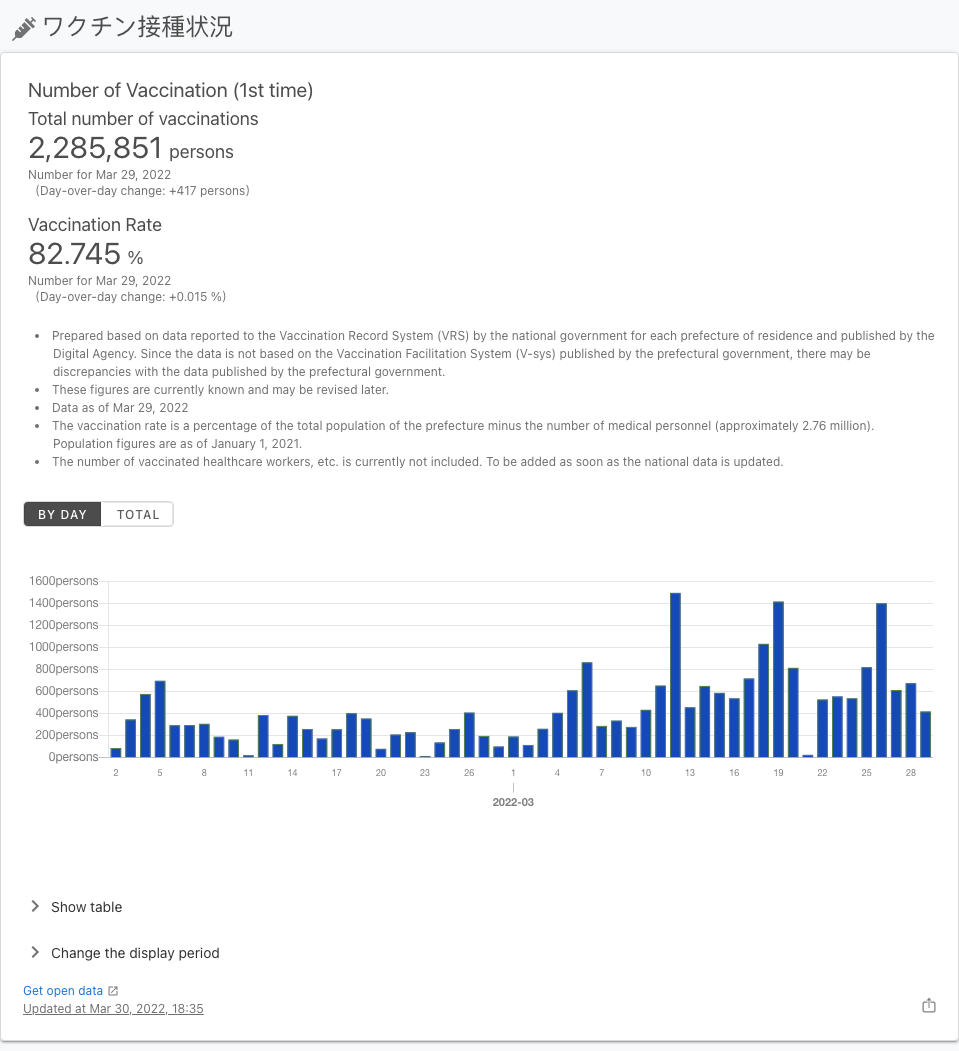 ワクチン接種状況
Number of Vaccination (1st time)
Total number of vaccinations
2,285,851 persons
Number for Mar 29, 2022
(Day-over-day change: +417 persons)
Vaccination Rate
82.745 %
Number for Mar 29, 2022
(Day-over-day change: +0.015 %)
• Prepared based on data reported to the Vaccination Record System (VRS) by the national government for each prefecture of residence and published by the
Digital Agency. Since the data is not based on the Vaccination Facilitation System (V-sys) published by the prefectural government, there may be
discrepancies with the data published by the prefectural government.
• These figures are currently known and may be revised later.
• Data as of Mar 29, 2022
• The vaccination rate is a percentage of the total population of the prefecture minus the number of medical personnel (approximately 2.76 million).
Population figures are as of January 1, 2021.
• The number of vaccinated healthcare workers, etc. is currently not included. To be added as soon as the national data is updated.
BY DAY TOTAL
1600persons
1400persons
1200persons
1000persons
800persons
600persons
400persons
200persons
0persons
2 5 8 11 14 17 20 23 26 1 4 7 10 13 16 19 22 25 28
2022-03
Show table
Change the display period
Get open data
Updated at Mar 30, 2022, 18:35